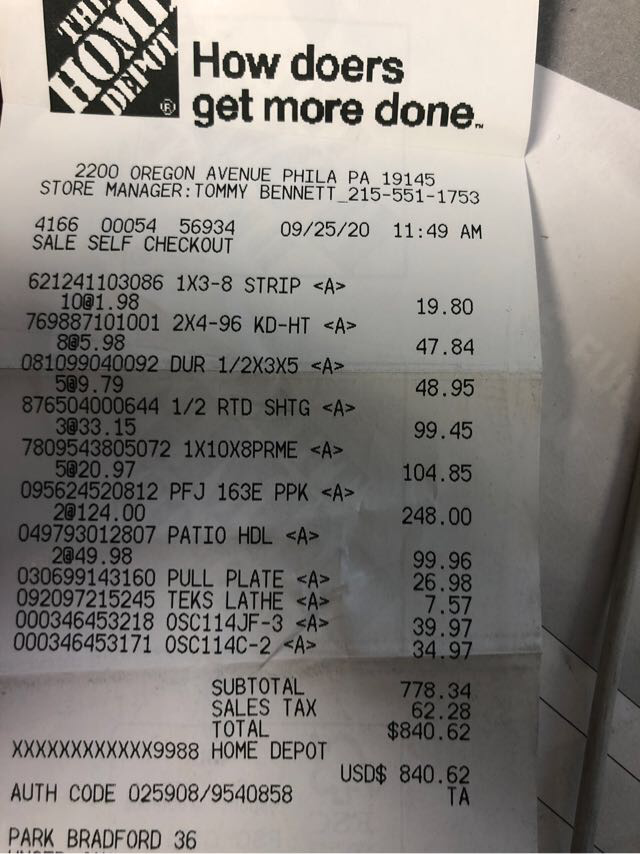 THE
HOME
DEPOT
®
How doers
get more done.™
2200 OREGON AVENUE PHILA PA 19145
STORE MANAGER:TOMMY BENNETT_215-551-1753
4166 00054 56934 09/25/20 11:49 AM
SALE SELF CHECKOUT
621241103086 1X3-8 STRIP <A>
10@1.98 19.80
769887101001 2X4-96 KD-HT <A>
8@5.98 47.84
081099040092 DUR 1/2X3X5 <A>
5@9.79 48.95
876504000644 1/2 RTD SHTG <A>
3@33.15 99.45
7809543805072 1X10X8PRME <A>
5@20.97 104.85
095624520812 PFJ 163E PPK <A>
2@124.00 248.00
049793012807 PATIO HDL <A>
2@49.98 99.96
030699143160 PULL PLATE <A> 26.98
092097215245 TEKS LATHE <A> 7.57
000346453218 OSC114JF-3 <A> 39.97
000346453171 OSC114C-2 <A> 34.97
SUBTOTAL 778.34
SALES TAX 62.28
TOTAL $840.62
XXXXXXXXXXXX9988 HOME DEPOT
USD$ 840.62
AUTH CODE 025908/9540858 TA
PARK BRADFORD 36